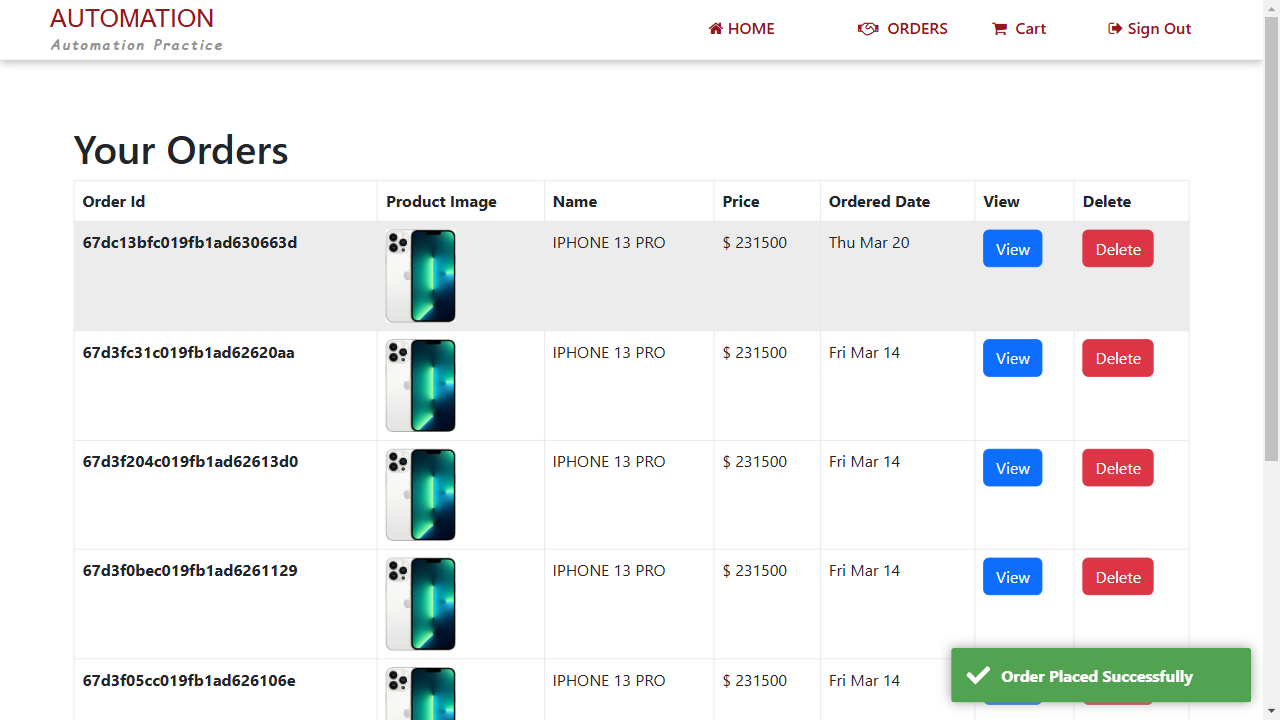 AUTOMATION
Automation Practice
HOME ORDERS Cart Sign Out
Your Orders
Order Id Product Image Name Price Ordered Date View Delete
67dc13bfc019fb1ad630663d IPHONE 13 PRO $ 231500 Thu Mar 20 View Delete
67d3fc31c019fb1ad62620aa IPHONE 13 PRO $ 231500 Fri Mar 14 View Delete
67d3f204c019fb1ad62613d0 IPHONE 13 PRO $ 231500 Fri Mar 14 View Delete
67d3f0bec019fb1ad6261129 IPHONE 13 PRO $ 231500 Fri Mar 14 View Delete
67d3f05cc019fb1ad626106e IPHONE 13 PRO $ 231500 Fri Mar 14
Order Placed Successfully